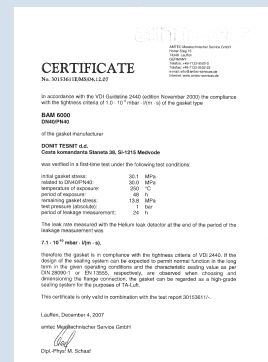 AMTEC Messtechnischer Service GmbH
Hoher Steg 13
74348 Lauffen
GERMANY
CERTIFICATE
No. 3015361 1E/MS/04.12.07
In accordance with the VDI Guideline 2440 (edition November 2000) the compliance
with the tightness criteria of 1.0 · 10⁻⁴ mbar · l/(m · s) of the gasket type
BAM 6000
DN40/PN40
of the gasket manufacturer
DONIT TESNIT d.d.
Cesta komandanta Staneta 38, SI-1215 Medvode
was verified in a first-time test under the following test conditions:
initial gasket stress: 30.1 MPa
related to DN40/PN40: 30.0 MPa
temperature of exposure: 250 °C
period of exposure: 48 h
remaining gasket stress: 13.8 MPa
test pressure (absolute): 1 bar
period of leakage measurement: 24 h
The leak rate measured with the Helium leak detector at the end of the period of the
leakage measurement was
mbar · l/(m · s),
therefore the gasket is in compliance with the tightness criteria of VDI 2440. If the
design of the sealing system can be expected to permit normal function in the long
term in the given operating conditions and the characteristic sealing value as per
DIN 28090-1 or EN 13555, respectively, are observed when choosing and
dimensioning the flange connection, the gasket can be regarded as a high-grade
sealing system for the purposes of TA-Luft.
This certificate is only valid in combination with the test report 3015361 1/-.
Lauffen, December 4, 2007
amtec Messtechnischer Service GmbH
Dipl.-Phys. M. Schaaf